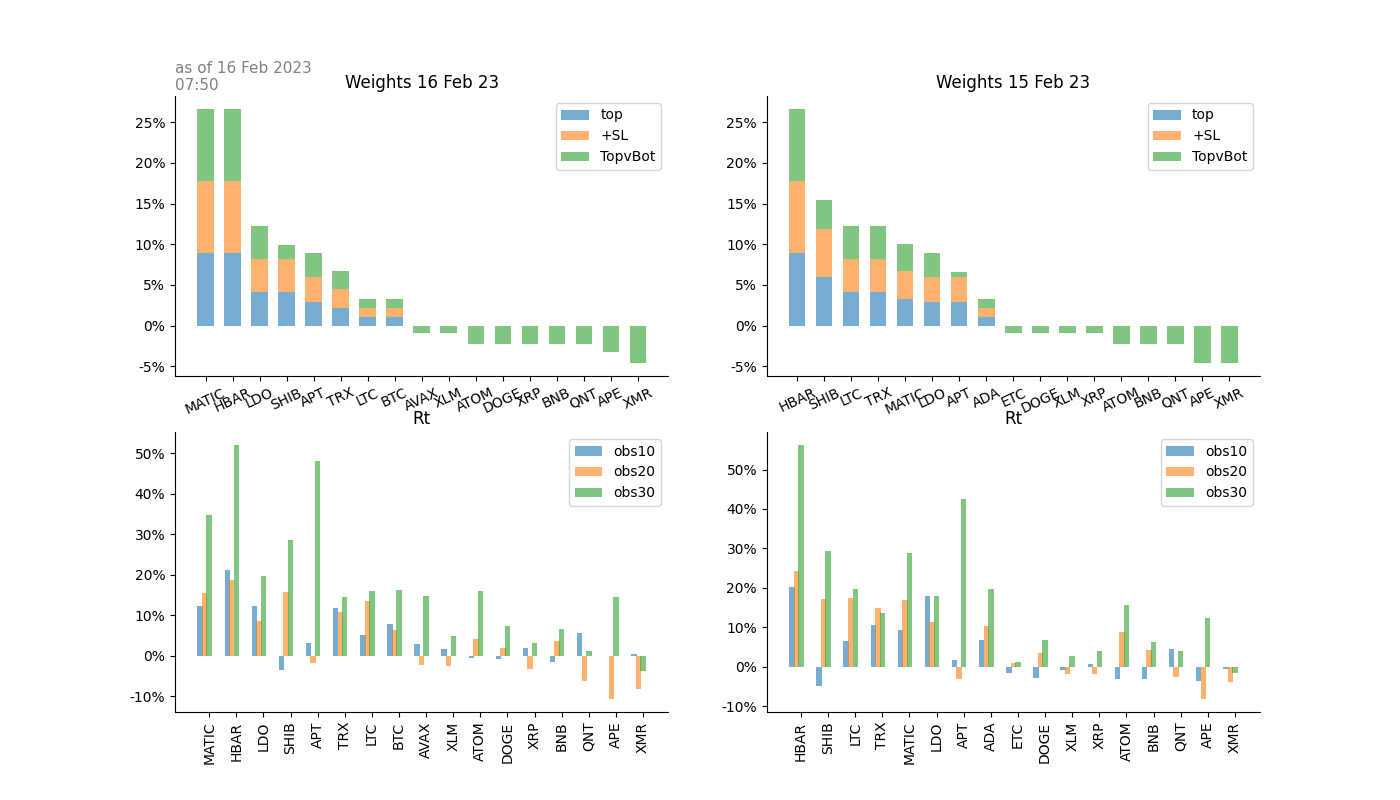 as of 16 Feb 2023
07:50
Weights 16 Feb 23
25%
20%
15%
10%
5%
0%
-5%
top
+SL
TopvBot
MATIC HBAR LDO SHIB APT TRX LTC BTC AVAX XLM ATOM DOGE XRP BNB QNT APE XMR
Weights 15 Feb 23
25%
20%
15%
10%
5%
0%
-5%
top
+SL
TopvBot
HBAR SHIB LTC TRX MATIC LDO APT ADA ETC DOGE XLM XRP ATOM BNB QNT APE XMR
Rt
50%
40%
30%
20%
10%
0%
-10%
obs10
obs20
obs30
MATIC HBAR LDO SHIB APT TRX LTC BTC AVAX XLM ATOM DOGE XRP BNB QNT APE XMR
Rt
50%
40%
30%
20%
10%
0%
-10%
obs10
obs20
obs30
HBAR SHIB LTC TRX MATIC LDO APT ADA ETC DOGE XLM XRP ATOM BNB QNT APE XMR